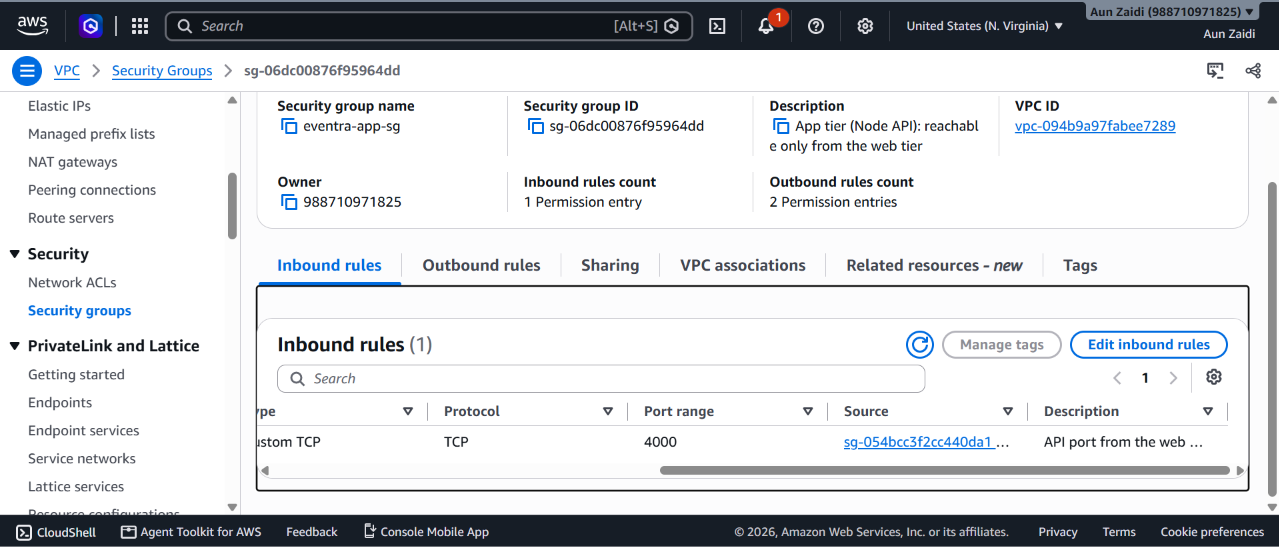 aws
Search
[Alt+S]
1
United States (N. Virginia)
Aun Zaidi (988710971825)
Aun Zaidi
VPC
Security Groups
sg-06dc00876f95964dd
Elastic IPs
Managed prefix lists
NAT gateways
Peering connections
Route servers
Security
Network ACLs
Security groups
PrivateLink and Lattice
Getting started
Endpoints
Endpoint services
Service networks
Lattice services
Resource configurations
Security group name
eventra-app-sg
Security group ID
sg-06dc00876f95964dd
Description
App tier (Node API): reachabl
e only from the web tier
VPC ID
vpc-094b9a97fabee7289
Owner
988710971825
Inbound rules count
1 Permission entry
Outbound rules count
2 Permission entries
Inbound rules
Outbound rules
Sharing
VPC associations
Related resources - new
Tags
Inbound rules (1)
Manage tags
Edit inbound rules
Search
1
ype Protocol Port range Source Description
ustom TCP TCP 4000 sg-054bcc3f2cc440da1 ... API port from the web ...
CloudShell
Agent Toolkit for AWS
Feedback
Console Mobile App
© 2026, Amazon Web Services, Inc. or its affiliates.
Privacy
Terms
Cookie preferences